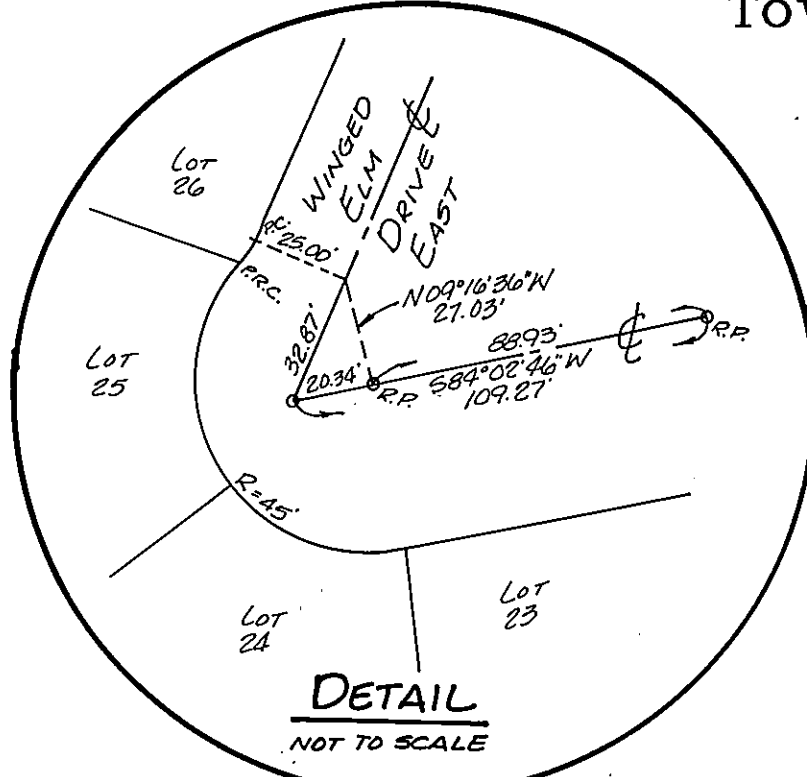 TOW
LOT
26
WINGED
ELM
DRIVE
EAST
℄
P.C.
25.00'
P.R.C.
N09°16'36"W
27.03'
32.87'
88.93'
℄
R.P.
20.34'
R.P.
S84°02'46"W
109.27'
LOT
25
R=45'
LOT
24
LOT
23
DETAIL
NOT TO SCALE